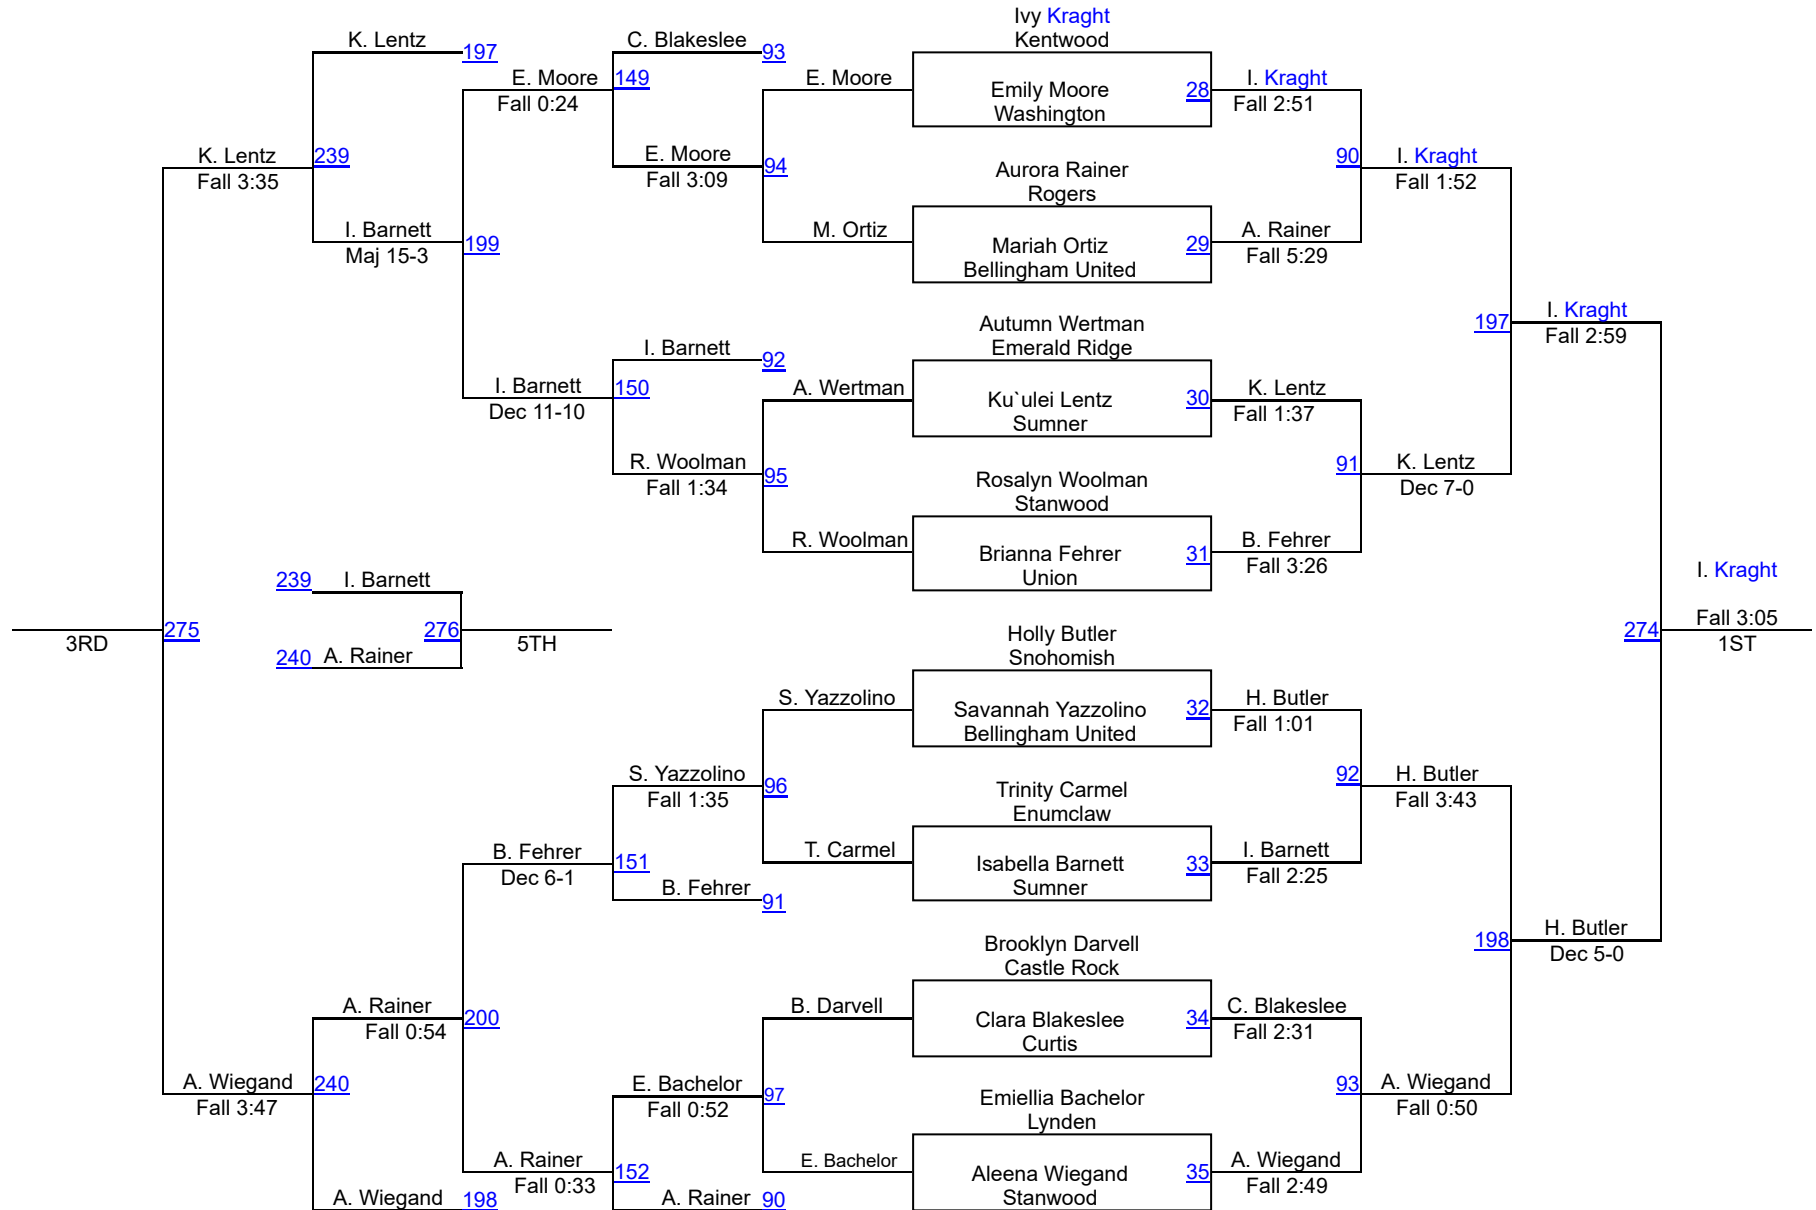 Ivy Kraght
Kentwood
K. Lentz
197
C. Blakeslee
93
E. Moore
Fall 0:24
149
E. Moore
Emily Moore
Washington
28
I. Kraght
Fall 2:51
K. Lentz
Fall 3:35
239
E. Moore
Fall 3:09
94
Aurora Rainer
Rogers
90
I. Kraght
Fall 1:52
I. Barnett
Maj 15-3
199
M. Ortiz
Mariah Ortiz
Bellingham United
29
A. Rainer
Fall 5:29
Autumn Wertman
Emerald Ridge
197
I. Kraght
Fall 2:59
I. Barnett
92
I. Barnett
Dec 11-10
150
A. Wertman
Ku`ulei Lentz
Sumner
30
K. Lentz
Fall 1:37
R. Woolman
Fall 1:34
95
Rosalyn Woolman
Stanwood
91
K. Lentz
Dec 7-0
R. Woolman
Brianna Fehrer
Union
31
B. Fehrer
Fall 3:26
239
I. Barnett
I. Kraght
3RD
275
276
5TH
240
A. Rainer
Holly Butler
Snohomish
274
Fall 3:05
1ST
S. Yazzolino
Savannah Yazzolino
Bellingham United
32
H. Butler
Fall 1:01
S. Yazzolino
Fall 1:35
96
Trinity Carmel
Enumclaw
92
H. Butler
Fall 3:43
B. Fehrer
Dec 6-1
151
B. Fehrer
91
T. Carmel
Isabella Barnett
Sumner
33
I. Barnett
Fall 2:25
Brooklyn Darvell
Castle Rock
198
H. Butler
Dec 5-0
A. Rainer
Fall 0:54
200
B. Darvell
Clara Blakeslee
Curtis
34
C. Blakeslee
Fall 2:31
A. Wiegand
Fall 3:47
240
E. Bachelor
Fall 0:52
97
Emiellia Bachelor
Lynden
93
A. Wiegand
Fall 0:50
A. Rainer
Fall 0:33
152
E. Bachelor
Aleena Wiegand
Stanwood
35
A. Wiegand
Fall 2:49
A. Wiegand
198
A. Rainer
90